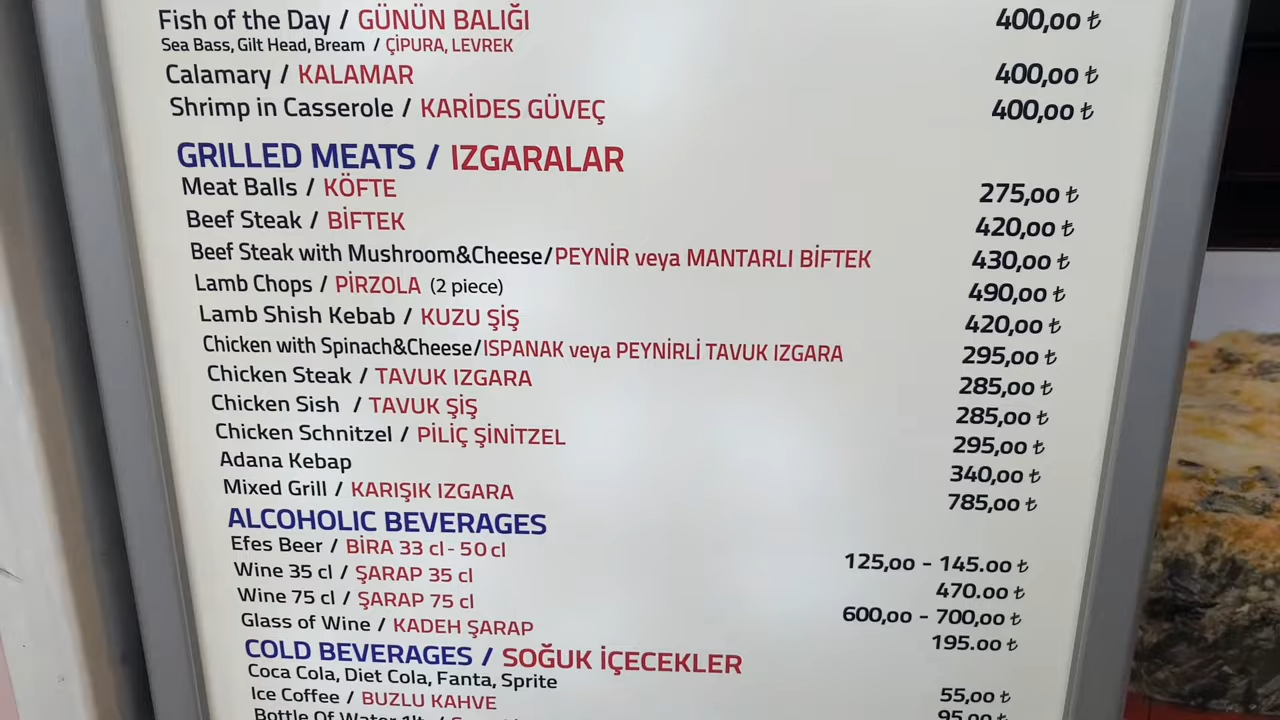 Fish of the Day / GÜNÜN BALIĞI 400,00 ₺
Sea Bass, Gilt Head, Bream / ÇİPURA, LEVREK
Calamary / KALAMAR 400,00 ₺
Shrimp in Casserole / KARİDES GÜVEÇ 400,00 ₺
GRILLED MEATS / IZGARALAR
Meat Balls / KÖFTE 275,00 ₺
Beef Steak / BİFTEK 420,00 ₺
Beef Steak with Mushroom&Cheese/PEYNİR veya MANTARLI BİFTEK 430,00 ₺
Lamb Chops / PİRZOLA (2 piece) 490,00 ₺
Lamb Shish Kebab / KUZU ŞİŞ 420,00 ₺
Chicken with Spinach&Cheese/ISPANAK veya PEYNİRLİ TAVUK IZGARA 295,00 ₺
Chicken Steak / TAVUK IZGARA 285,00 ₺
Chicken Sish / TAVUK ŞİŞ 285,00 ₺
Chicken Schnitzel / PİLİÇ ŞİNİTZEL 295,00 ₺
Adana Kebap 340,00 ₺
Mixed Grill / KARIŞIK IZGARA 785,00 ₺
ALCOHOLIC BEVERAGES
Efes Beer / BİRA 33 cl - 50 cl 125,00 - 145.00 ₺
Wine 35 cl / ŞARAP 35 cl 470.00 ₺
Wine 75 cl / ŞARAP 75 cl 600,00 - 700,00 ₺
Glass of Wine / KADEH ŞARAP 195.00 ₺
COLD BEVERAGES / SOĞUK İÇECEKLER
Coca Cola, Diet Cola, Fanta, Sprite 55,00 ₺
Ice Coffee / BUZLU KAHVE 95,00 ₺
Bottle Of Water 1lt /